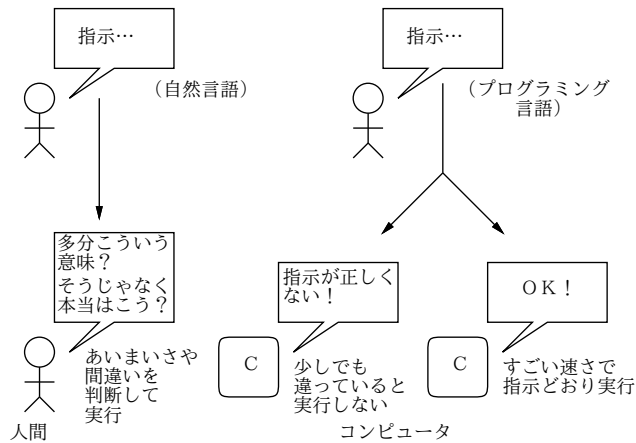 指示…
（自然言語）
多分こういう
意味？
そうじゃなく
本当はこう？
あいまいさや
間違いを
判断して
実行
人間
指示…
（プログラミング
言語）
指示が正しく
ない！
C
少しでも
違っていると
実行しない
OK！
C
すごい速さで
指示どおり実行
コンピュータ